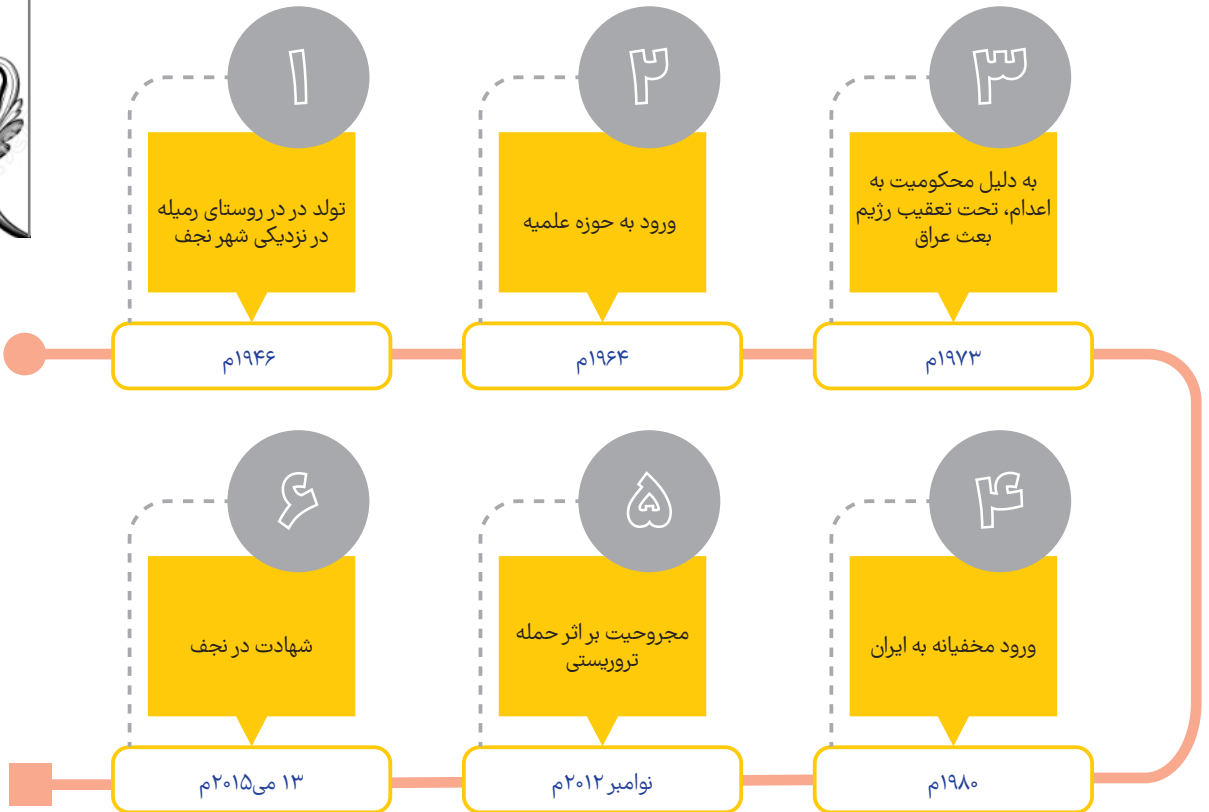 ۱
تولد در در روستای رمیله
در نزدیکی شهر نجف
۱۹۴۶م
۲
ورود به حوزه علمیه
۱۹۶۴م
۳
به دلیل محکومیت به
اعدام، تحت تعقیب رژیم
بعث عراق
۱۹۷۳م
۴
ورود مخفیانه به ایران
۱۹۸۰م
۵
مجروحیت بر اثر حمله
تروریستی
نوامبر ۲۰۱۲م
۶
شهادت در نجف
۱۳ می۲۰۱۵م